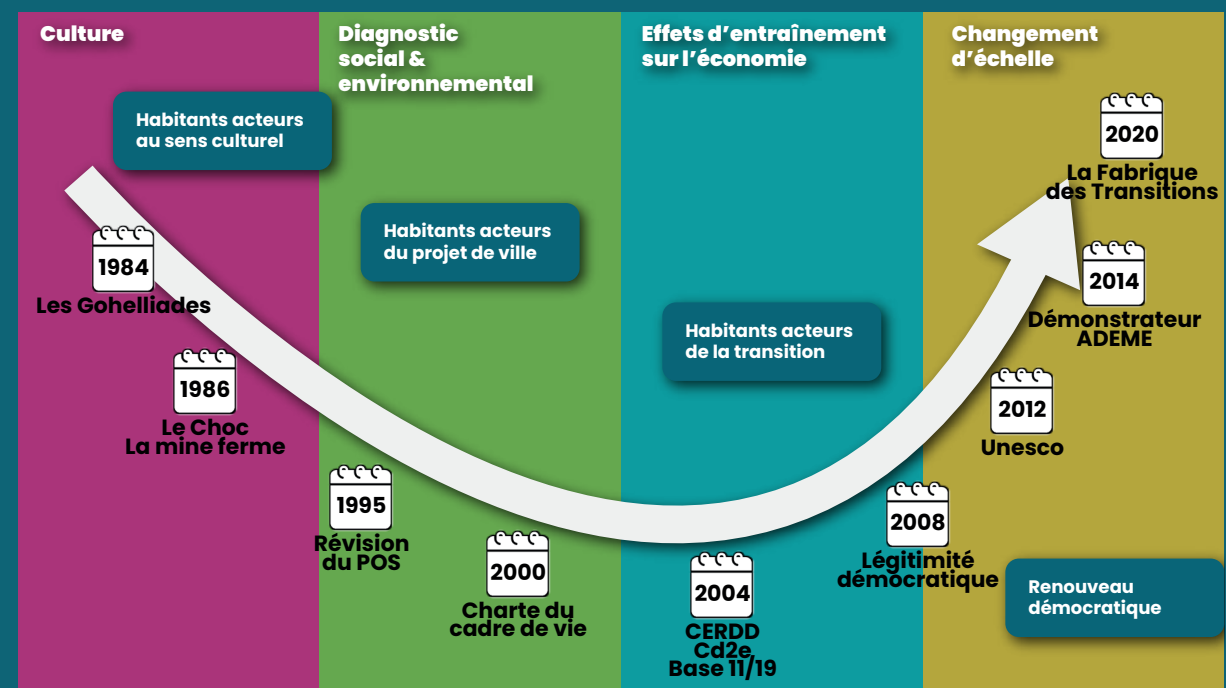 Culture
Habitants acteurs
au sens culturel
1984
Les Gohelliades
1986
Le Choc
La mine ferme
Diagnostic
social &
environnemental
Habitants acteurs
du projet de ville
1995
Révision
du POS
2000
Charte du
cadre de vie
Effets d’entraînement
sur l’économie
Habitants acteurs
de la transition
2004
CERDD
Cd2e
Base 11/19
2008
Légitimité
démocratique
Changement
d’échelle
2020
La Fabrique
des Transitions
2014
Démonstrateur
ADEME
2012
Unesco
Renouveau
démocratique